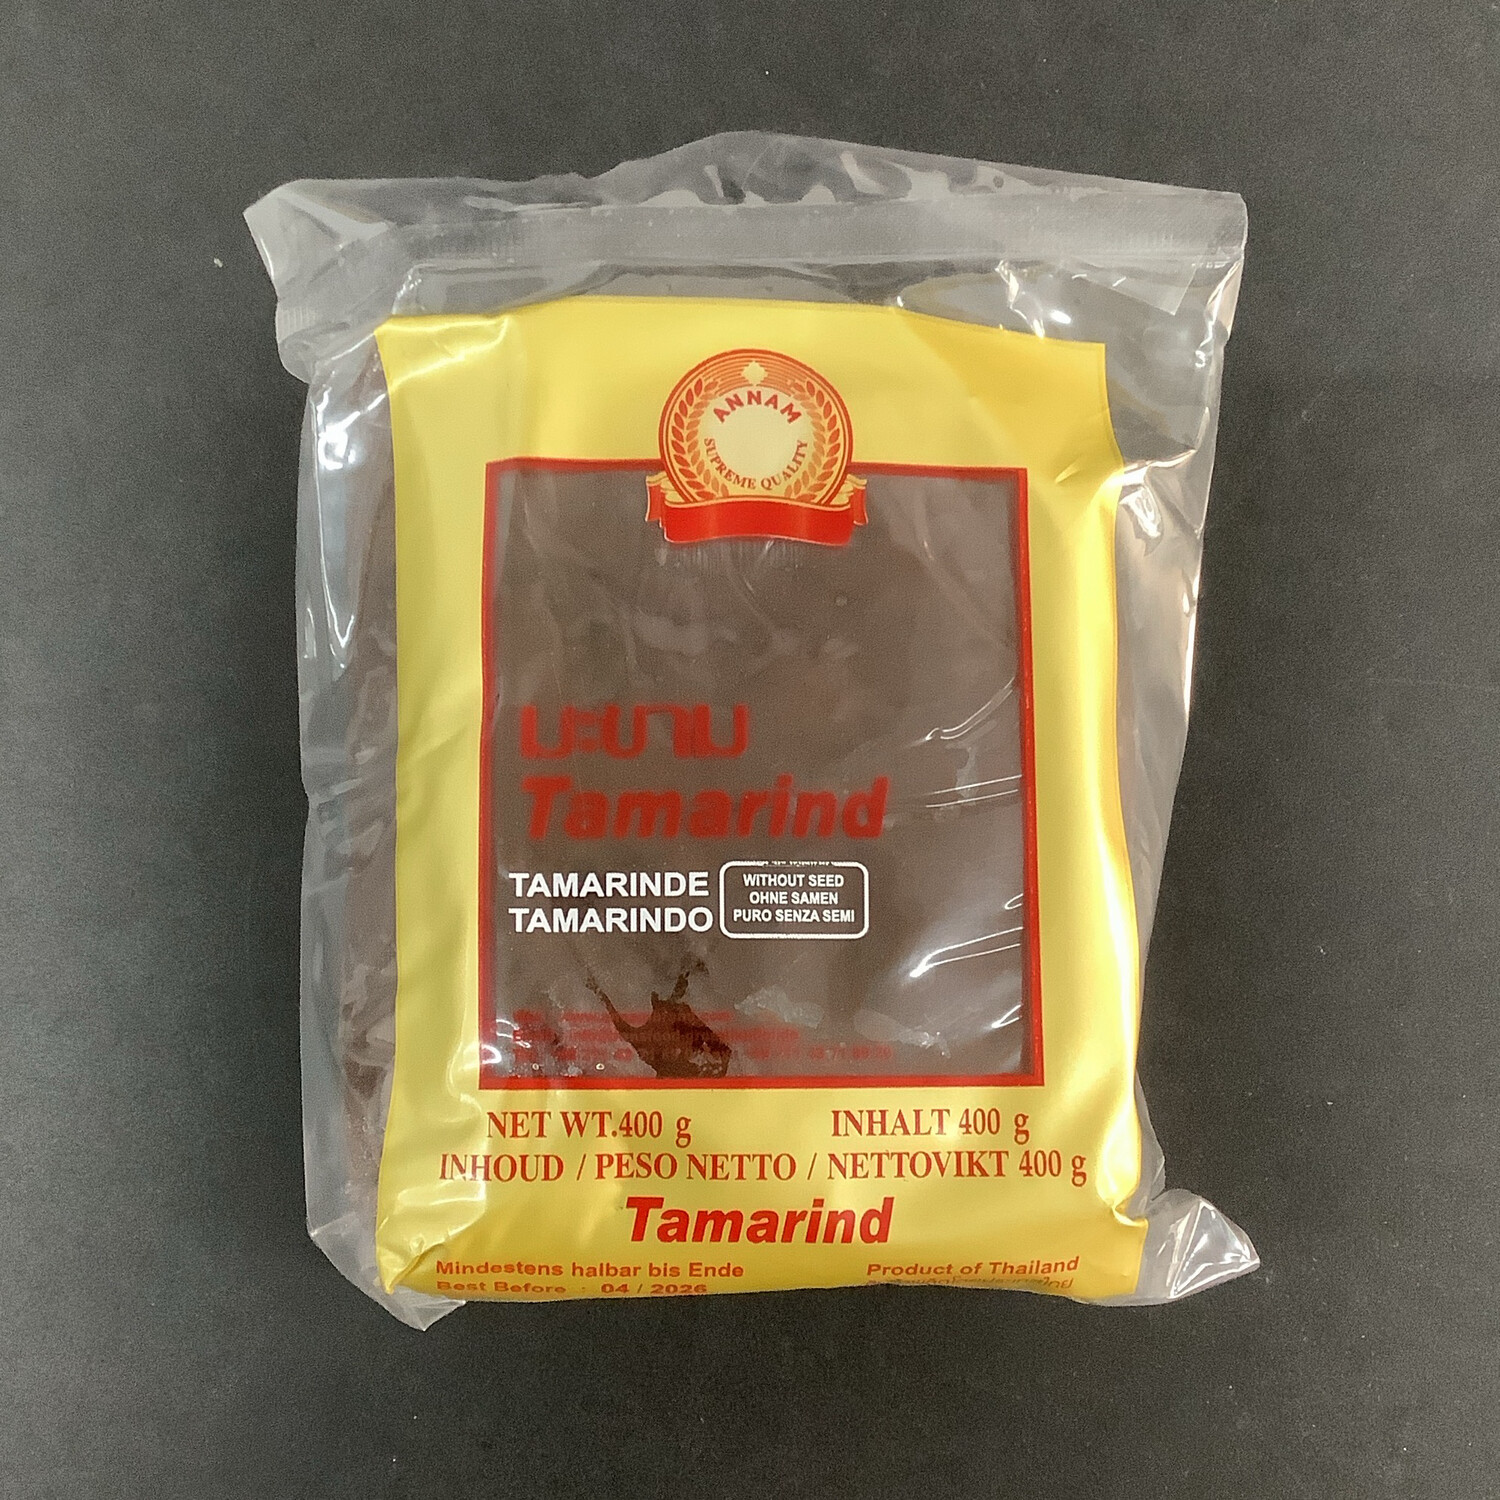 ANNAM
SUPREME QUALITY
มะขาม
Tamarind
TAMARINDE
TAMARINDO
WITHOUT SEED
OHNE SAMEN
PURO SENZA SEMI
NET WT.400 g INHALT 400 g
INHOUD / PESO NETTO / NETTOVIKT 400 g
Tamarind
Mindestens halbar bis Ende
Best Before : 04 / 2026
Product of Thailand